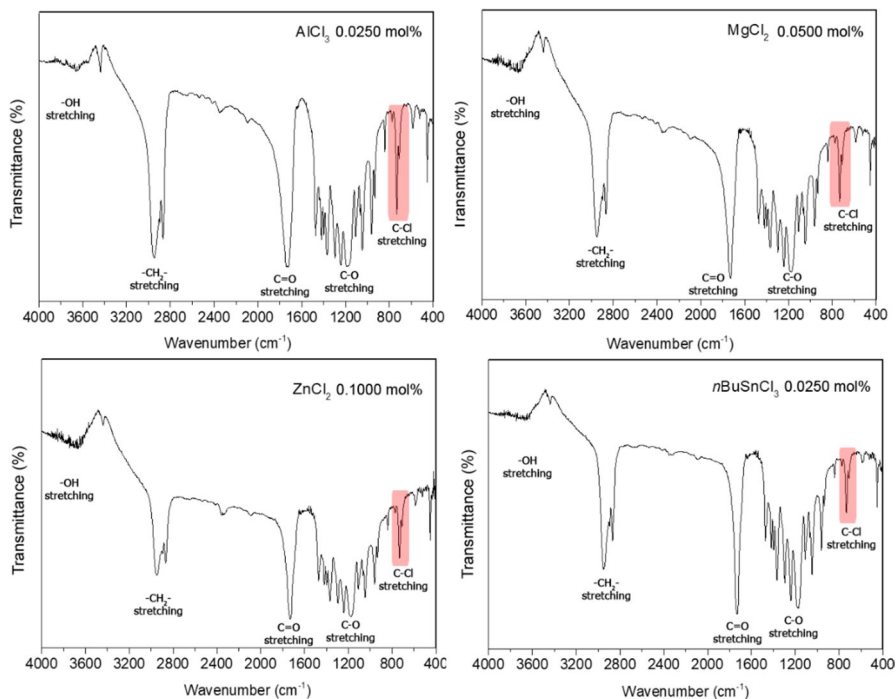 AlCl3 0.0250 mol%
Transmittance (%)
-OH
stretching
-CH2-
stretching
C=O
stretching
C-O
stretching
C-Cl
stretching
4000 3600 3200 2800 2400 2000 1600 1200 800 400
Wavenumber (cm-1)
MgCl2 0.0500 mol%
Transmittance (%)
-OH
stretching
-CH2-
stretching
C=O
stretching
C-O
stretching
C-Cl
stretching
4000 3600 3200 2800 2400 2000 1600 1200 800 400
Wavenumber (cm-1)
ZnCl2 0.1000 mol%
Transmittance (%)
-OH
stretching
-CH2-
stretching
C=O
stretching
C-O
stretching
C-Cl
stretching
4000 3600 3200 2800 2400 2000 1600 1200 800 400
Wavenumber (cm-1)
nBuSnCl3 0.0250 mol%
Transmittance (%)
-OH
stretching
-CH2-
stretching
C=O
stretching
C-O
stretching
C-Cl
stretching
4000 3600 3200 2800 2400 2000 1600 1200 800 400
Wavenumber (cm-1)